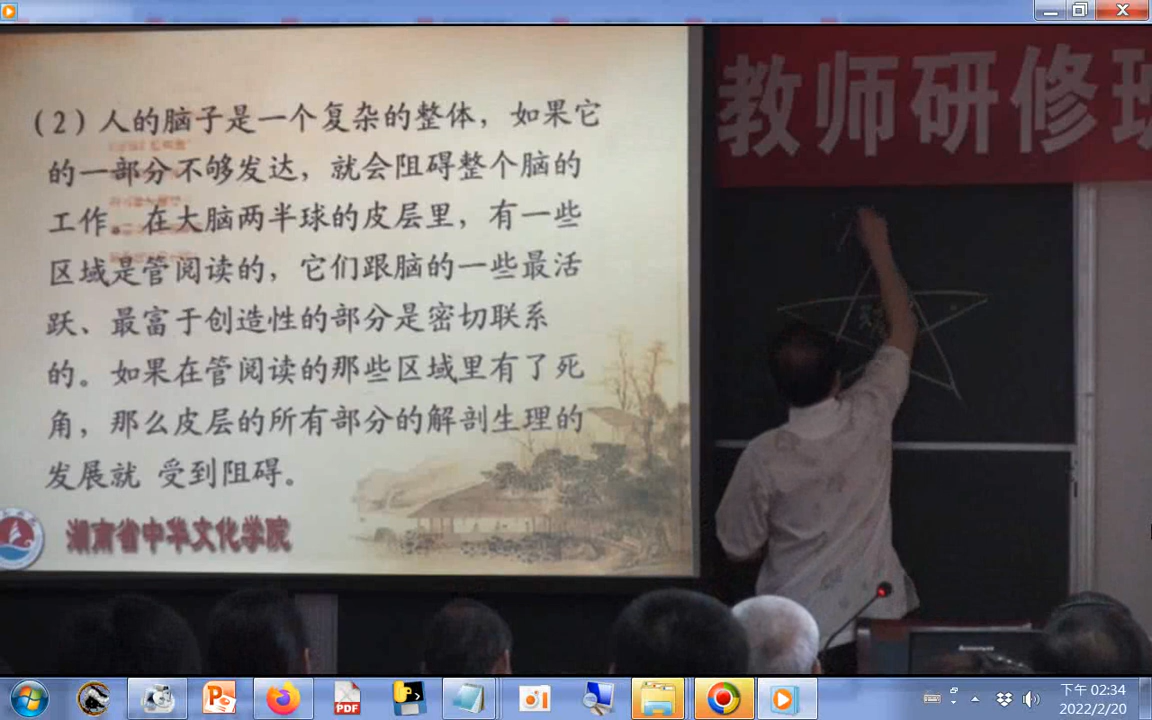 （2）人的脑子是一个复杂的整体，如果它
的一部分不够发达，就会阻碍整个脑的
工作。在大脑两半球的皮层里，有一些
区域是管阅读的，它们跟脑的一些最活
跃、最富于创造性的部分是密切联系
的。如果在管阅读的那些区域里有了死
角，那么皮层的所有部分的解剖生理的
发展就 受到阻碍。
湖南省中华文化学院
教师研修班
PDF
下午 02:34
2022/2/20